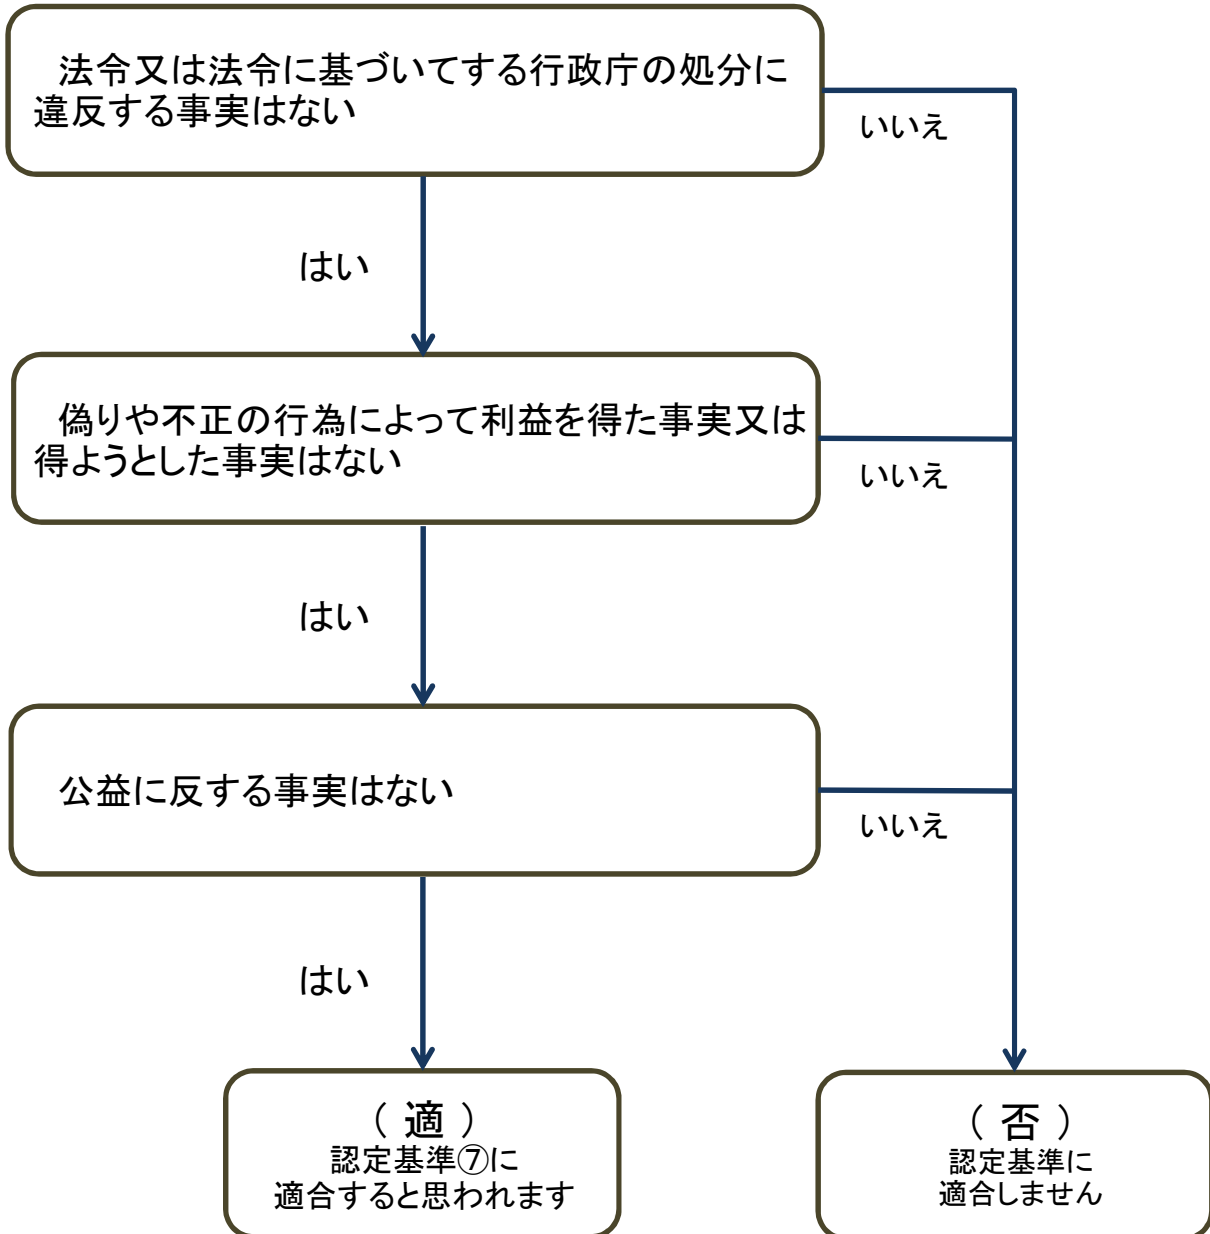 法令又は法令に基づいてする行政庁の処分に
違反する事実はない
いいえ
はい
偽りや不正の行為によって利益を得た事実又は
得ようとした事実はない
いいえ
はい
公益に反する事実はない
いいえ
はい
（ 適 ）
認定基準⑦に
適合すると思われます
（ 否 ）
認定基準に
適合しません